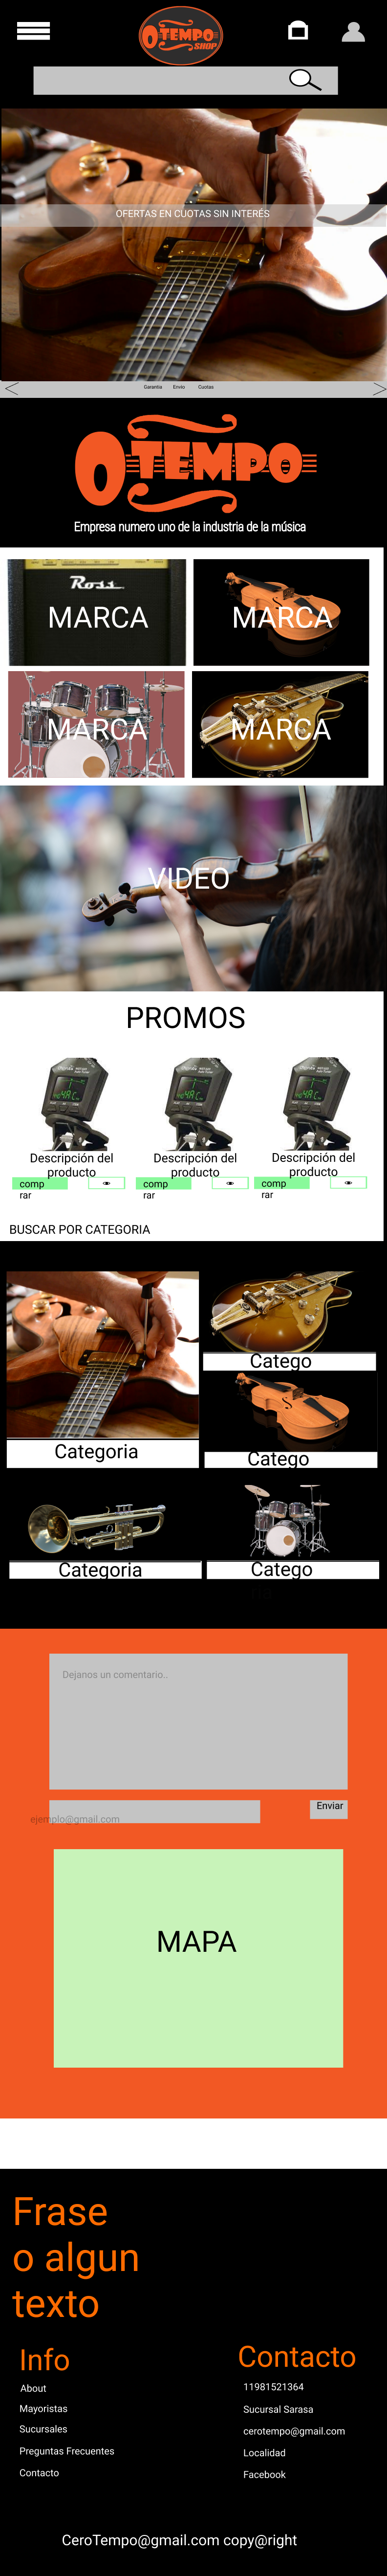 O TEMPO
SHOP
OFERTAS EN CUOTAS SIN INTERÉS
Garantia Envio Cuotas
O TEMPO
Empresa numero uno de la industria de la música
Ross
MARCA
MARCA
MARCA
MARCA
VIDEO
PROMOS
Descripción del
producto
comp
rar
Descripción del
producto
comp
rar
Descripción del
producto
comp
rar
BUSCAR POR CATEGORIA
Categoria
Catego
Catego
Categoria
Catego
Dejanos un comentario..
ejemplo@gmail.com
Enviar
MAPA
Frase
o algun
texto
Info
About
Mayoristas
Sucursales
Preguntas Frecuentes
Contacto
Contacto
11981521364
Sucursal Sarasa
cerotempo@gmail.com
Localidad
Facebook
CeroTempo@gmail.com copy@right